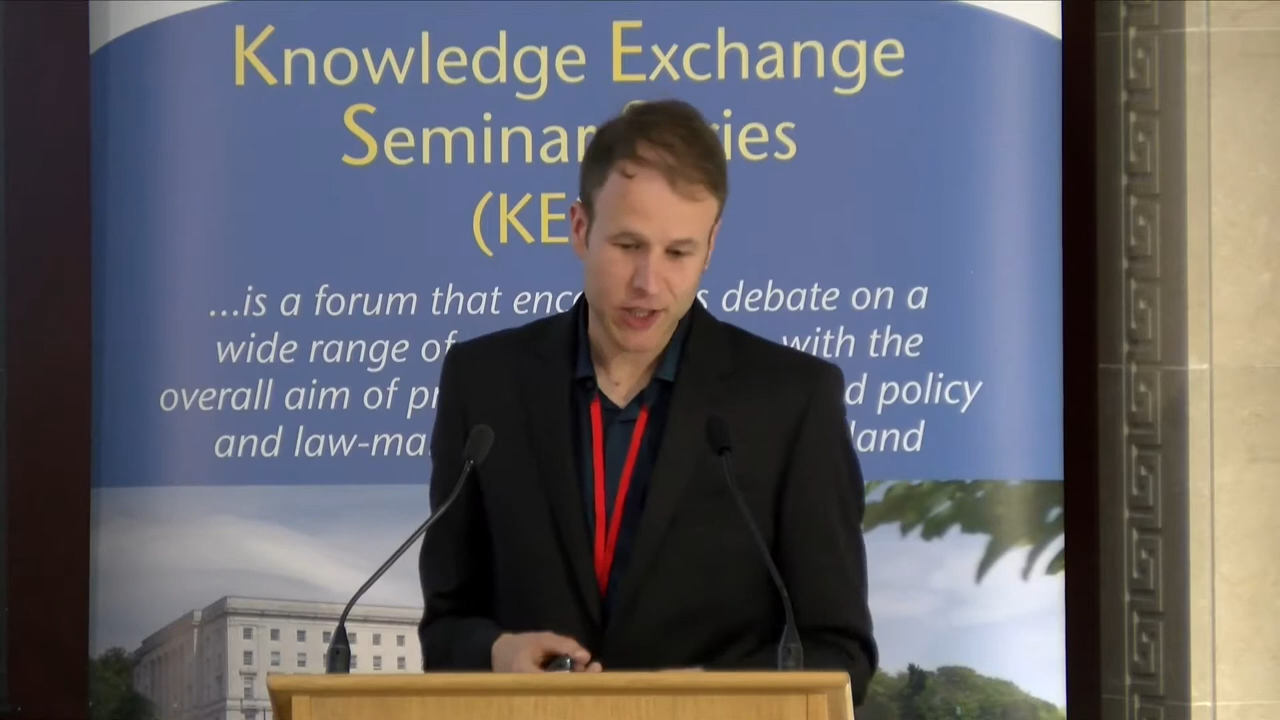 Knowledge Exchange
Seminar ries
(KE
...is a forum that enc s debate on a
wide range of with the
overall aim of pr d policy
and law-ma land